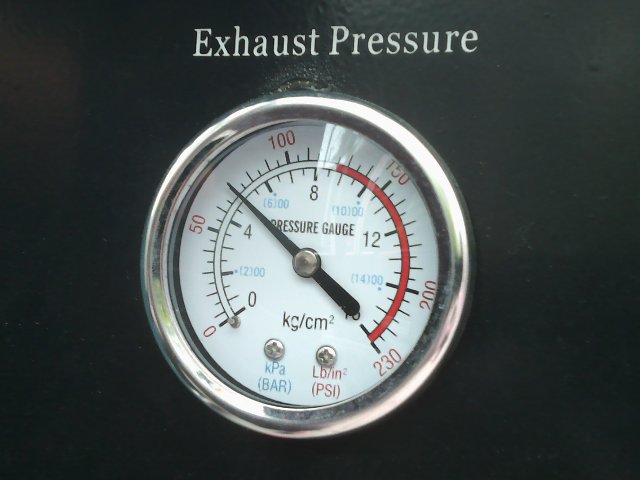 Exhaust Pressure
100
150
(6)00
8
(10)00
50
4
PRESSURE GAUGE
12
(2)00
(14)00
0
200
0
kg/cm²
kPa
(BAR)
Lb/in²
(PSI)
230